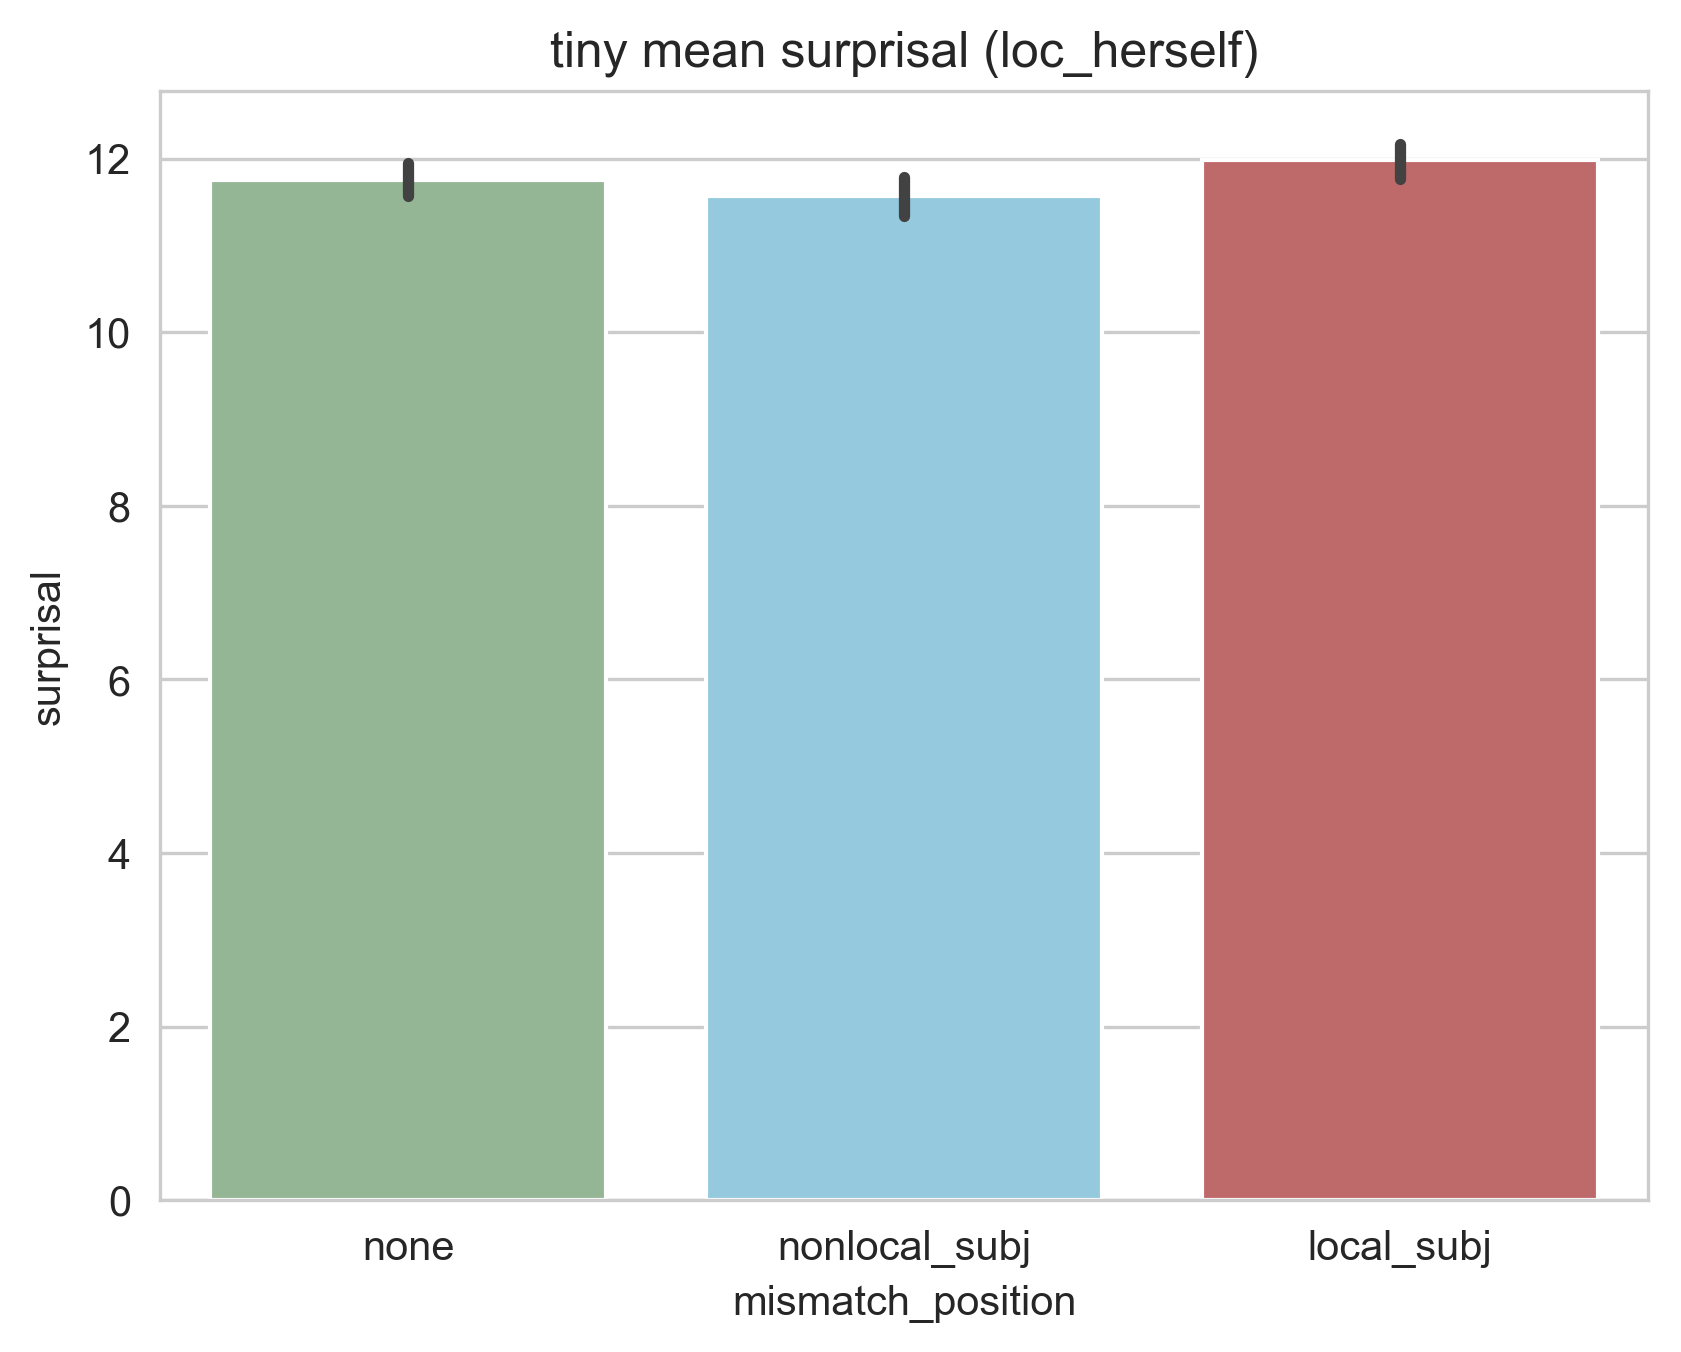 tiny mean surprisal (loc_herself)
12
10
8
6
4
2
0
surprisal
none
nonlocal_subj
local_subj
mismatch_position